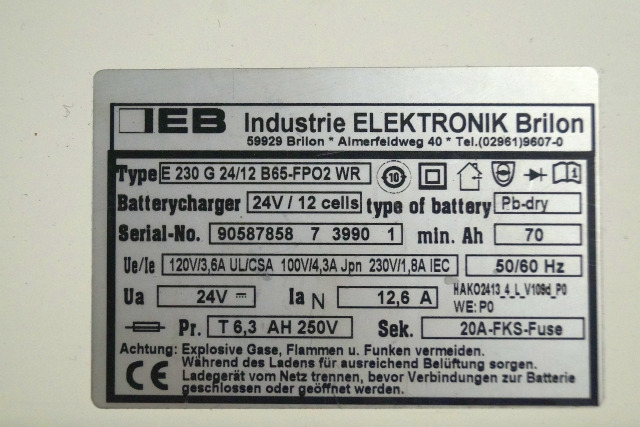 IEB Industrie ELEKTRONIK Brilon
59929 Brilon * Almerfeldweg 40 * Tel.(02961)9607-0
Type E 230 G 24/12 B65-FPO2 WR 10
Batterycharger 24V / 12 cells type of battery Pb-dry
Serial-No. 90587858 7 3990 1 min. Ah 70
Ue/Ie 120V/3,6A UL/CSA 100V/4,3A Jpn 230V/1,8A IEC 50/60 Hz
Ua 24V Ia N 12,6 A HAKO2413_4_L_V109d_P0
WE: P0
Pr. T 6,3 AH 250V Sek. 20A-FKS-Fuse
Achtung: Explosive Gase, Flammen u. Funken vermeiden.
Während des Ladens für ausreichend Belüftung sorgen.
Ladegerät vom Netz trennen, bevor Verbindungen zur Batterie
geschlossen oder geöffnet werden.
CE